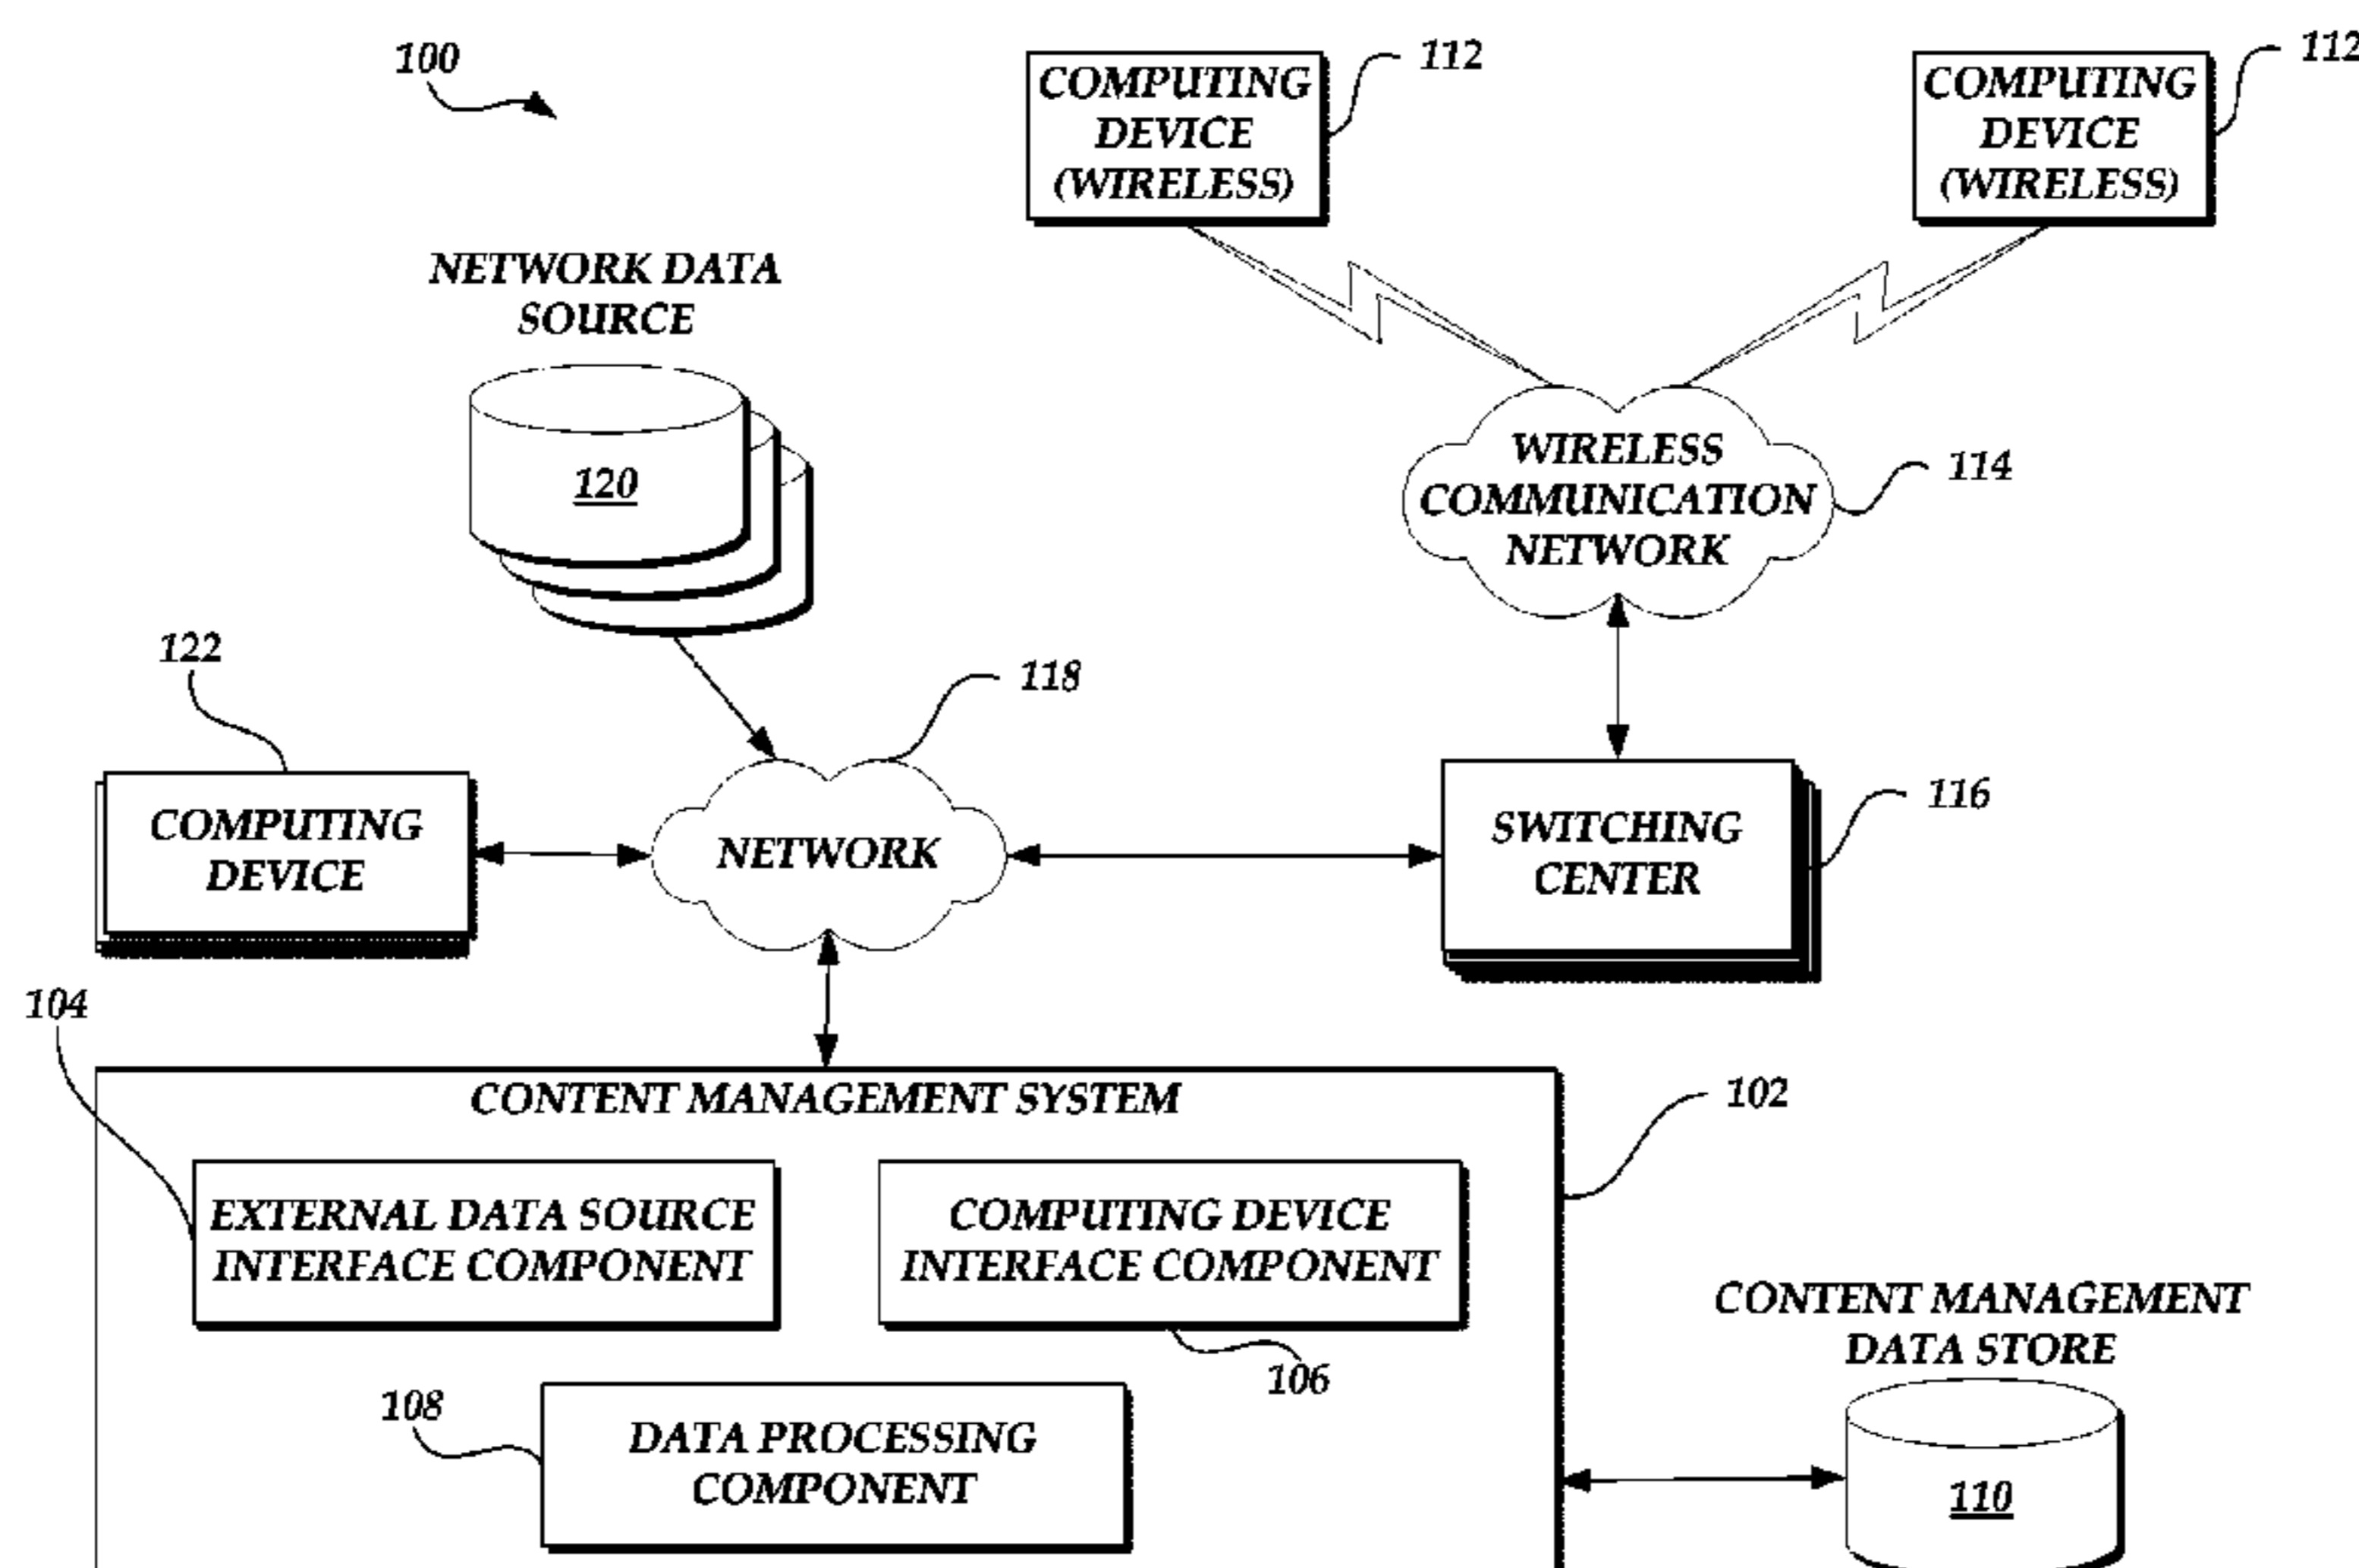 100
COMPUTING
DEVICE
(WIRELESS)
112
COMPUTING
DEVICE
(WIRELESS)
112
NETWORK DATA
SOURCE
120
WIRELESS
COMMUNICATION
NETWORK
114
122
118
COMPUTING
DEVICE
NETWORK
SWITCHING
CENTER
116
104
CONTENT MANAGEMENT SYSTEM
102
EXTERNAL DATA SOURCE
INTERFACE COMPONENT
COMPUTING DEVICE
INTERFACE COMPONENT
106
108
DATA PROCESSING
COMPONENT
CONTENT MANAGEMENT
DATA STORE
110